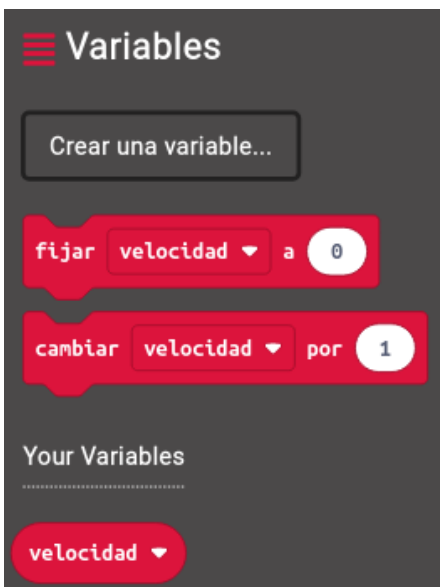 Variables
Crear una variable...
fijar velocidad a 0
cambiar velocidad por 1
Your Variables
velocidad